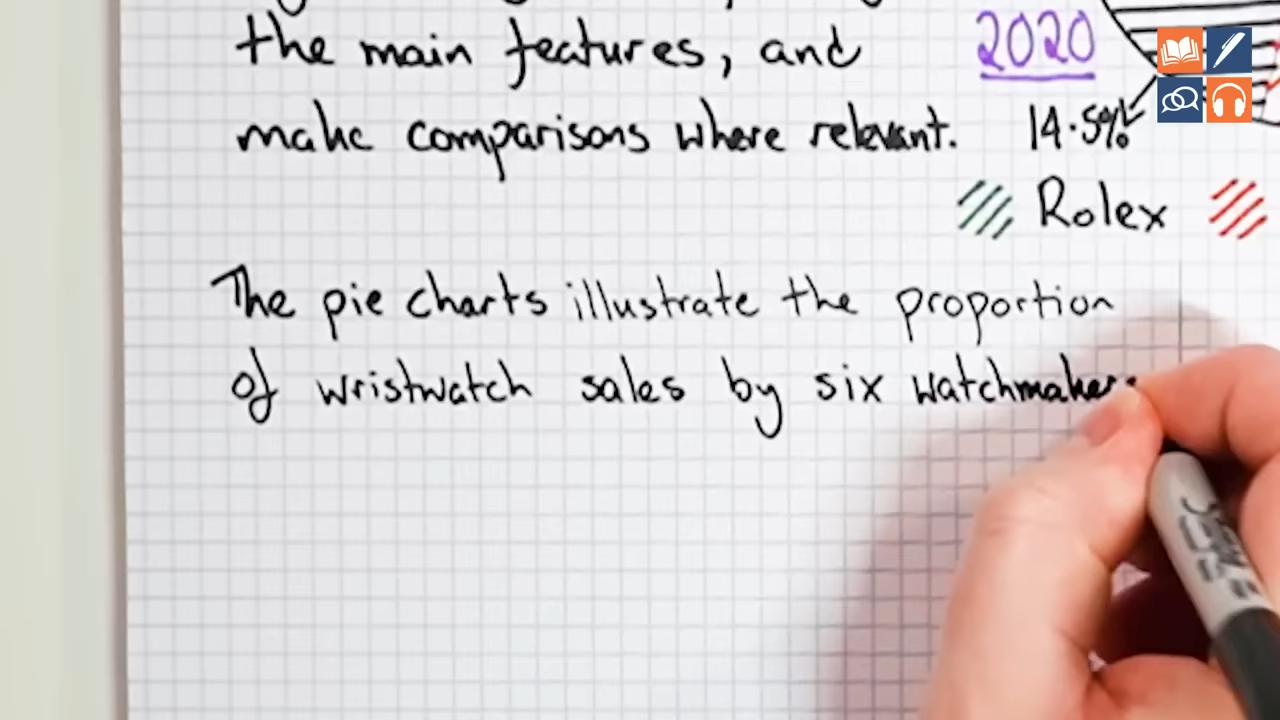 the main features, and
make comparisons where relevant.
2020
14.5%
Rolex
The pie charts illustrate the proportion
of wristwatch sales by six watchmakers